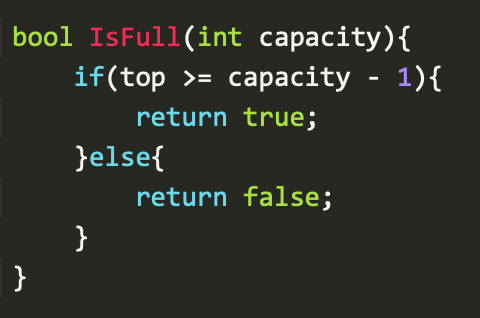 bool IsFull(int capacity){
    if(top >= capacity - 1){
        return true;
    }else{
        return false;
    }
}